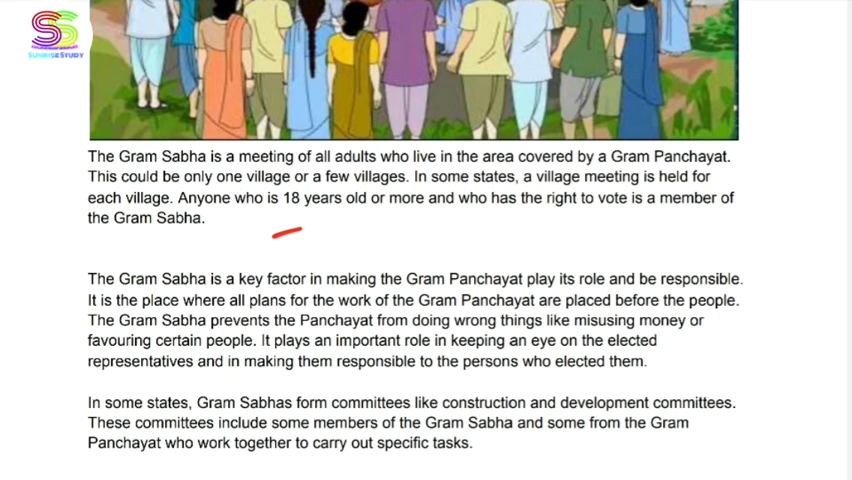 SS
SUNRISESTUDY
The Gram Sabha is a meeting of all adults who live in the area covered by a Gram Panchayat.
This could be only one village or a few villages. In some states, a village meeting is held for
each village. Anyone who is 18 years old or more and who has the right to vote is a member of
the Gram Sabha.
The Gram Sabha is a key factor in making the Gram Panchayat play its role and be responsible.
It is the place where all plans for the work of the Gram Panchayat are placed before the people.
The Gram Sabha prevents the Panchayat from doing wrong things like misusing money or
favouring certain people. It plays an important role in keeping an eye on the elected
representatives and in making them responsible to the persons who elected them.
In some states, Gram Sabhas form committees like construction and development committees.
These committees include some members of the Gram Sabha and some from the Gram
Panchayat who work together to carry out specific tasks.